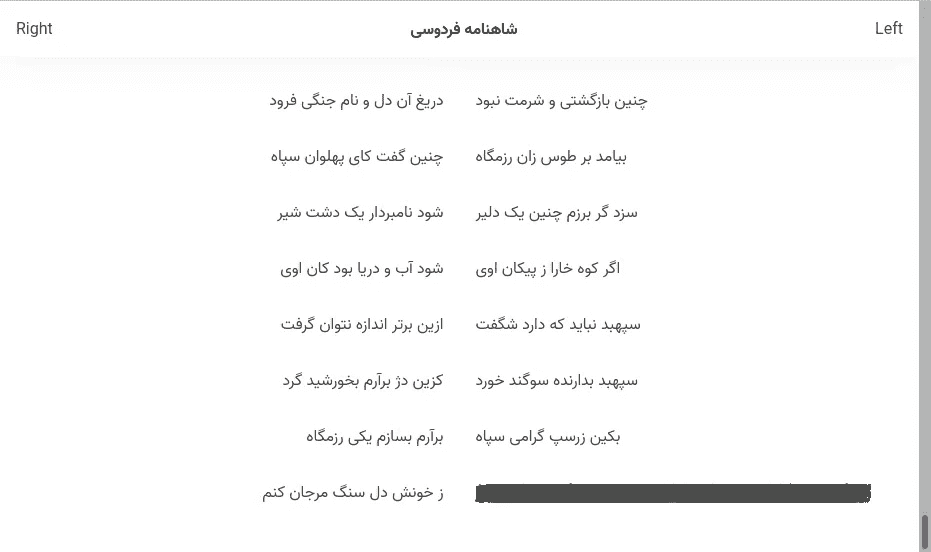 Right شاهنامه فردوسی Left
چنین بازگشتی و شرمت نبود دریغ آن دل و نام جنگی فرود
بیامد بر طوس زان رزمگاه چنین گفت کای پهلوان سپاه
سزد گر برزم چنین یک دلیر شود نامبردار یک دشت شیر
اگر کوه خارا ز پیکان اوی شود آب و دریا بود کان اوی
سپهبد نباید که دارد شگفت ازین برتر اندازه نتوان گرفت
سپهبد بدارنده سوگند خورد کزین دژ برآرم بخورشید گرد
بکین زرسپ گرامی سپاه برآرم بسازم یکی رزمگاه
ز خونش دل سنگ مرجان کنم